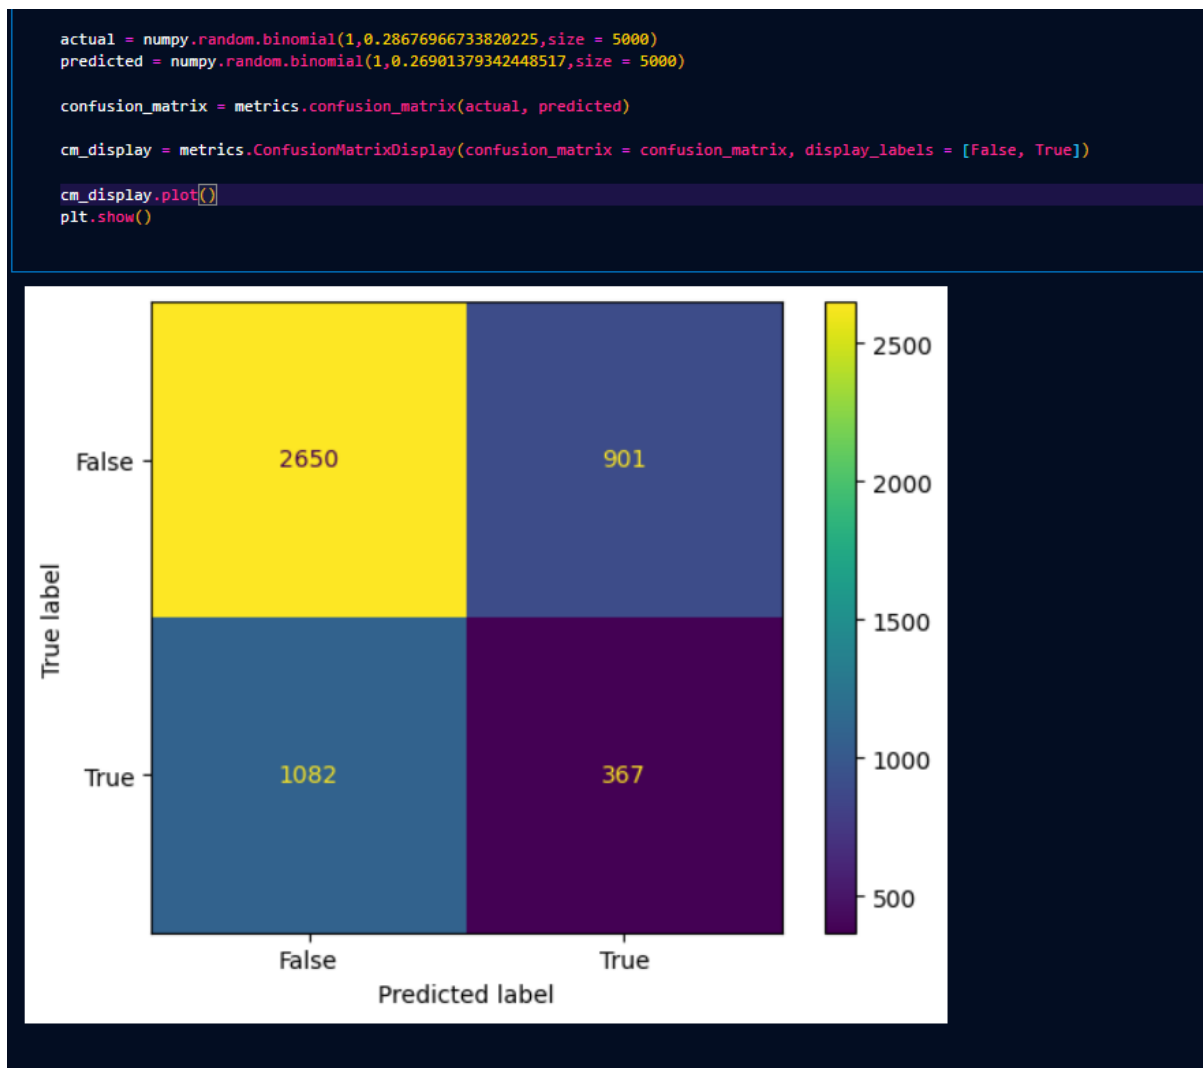 actual = numpy.random.binomial(1,0.28676966733820225,size = 5000)
predicted = numpy.random.binomial(1,0.26901379342448517,size = 5000)
confusion_matrix = metrics.confusion_matrix(actual, predicted)
cm_display = metrics.ConfusionMatrixDisplay(confusion_matrix = confusion_matrix, display_labels = [False, True])
cm_display.plot()
plt.show()
2500
False
2650
901
2000
True label
1500
True
1082
367
1000
500
False
True
Predicted label